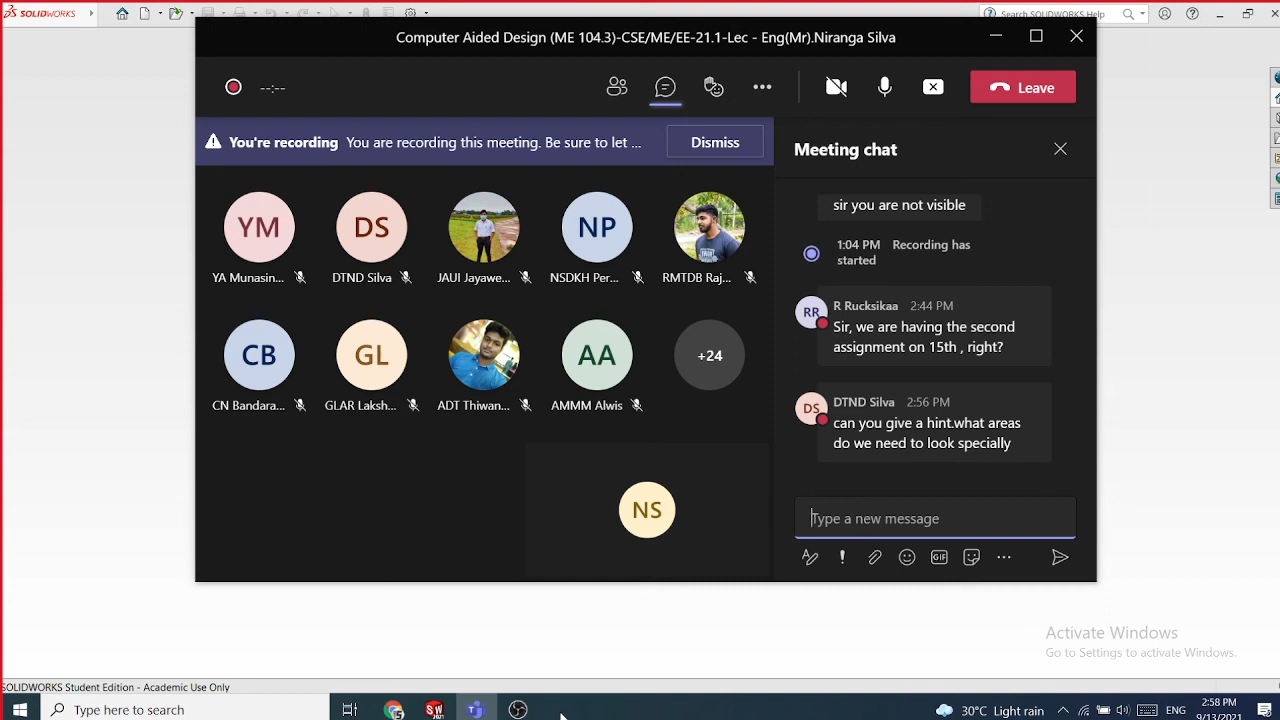 SOLIDWORKS
Search SOLIDWORKS Help
Computer Aided Design (ME 104.3)-CSE/ME/EE-21.1-Lec - Eng(Mr).Niranga Silva
--:--
Leave
You're recording You are recording this meeting. Be sure to let ...
Dismiss
Meeting chat
sir you are not visible
1:04 PM Recording has
started
YM
DS
NP
YA Munasin...
DTND Silva
JAUI Jayawe...
NSDKH Per...
RMTDB Raj...
RR
R Rucksikaa 2:44 PM
Sir, we are having the second
assignment on 15th , right?
CB
GL
AA
+24
CN Bandara...
GLAR Laksh...
ADT Thiwan...
AMMM Alwis
DS
DTND Silva 2:56 PM
can you give a hint.what areas
do we need to look specially
NS
Type a new message
GIF
Activate Windows
Go to Settings to activate Windows.
SOLIDWORKS Student Edition - Academic Use Only
Type here to search
30°C Light rain
ENG
2:58 PM
9/13/2021